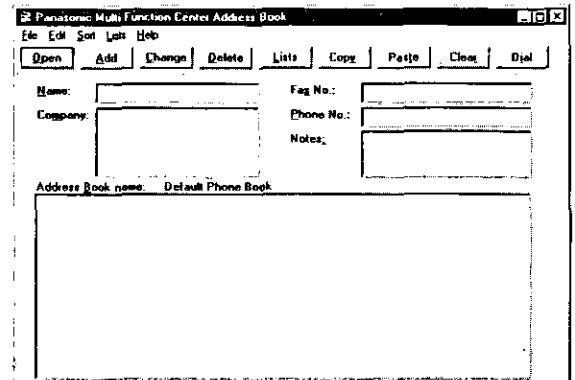 Panasonic Multi Function Center Address Book
File Edit Sort Lists Help
Open Add Change Delete Lists Copy Paste Clear Dial
Name: Fax No.:
Company: Phone No.:
Notes:
Address Book name: Default Phone Book